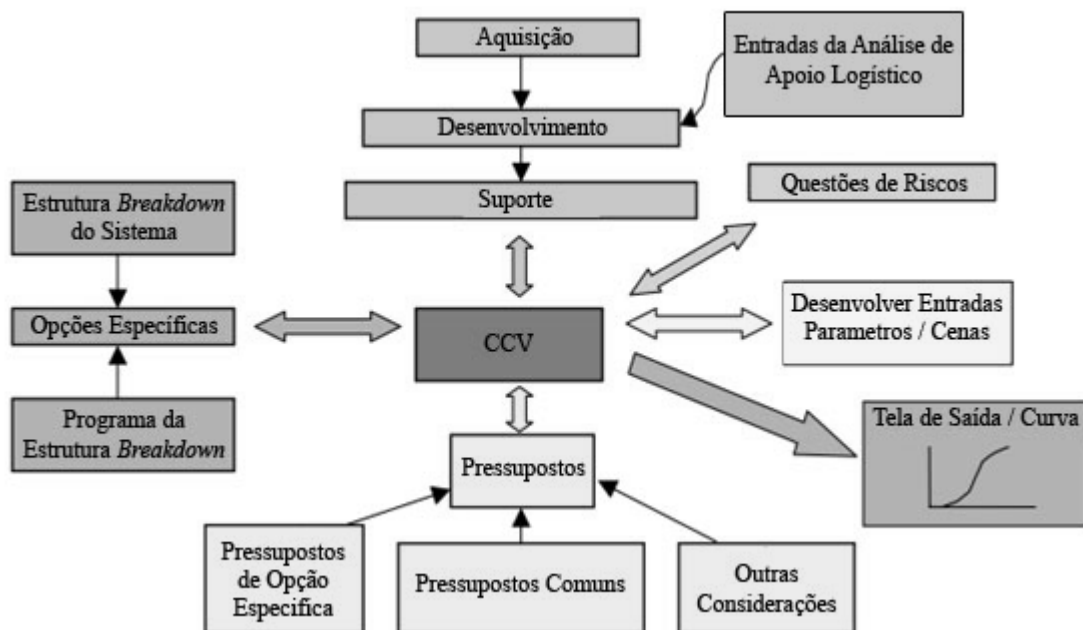 Aquisição
Entradas da Análise de
Apoio Logístico
Desenvolvimento
Suporte
Questões de Riscos
Estrutura Breakdown
do Sistema
Opções Específicas
Programa da
Estrutura Breakdown
CCV
Desenvolver Entradas
Parametros / Cenas
Tela de Saída / Curva
Pressupostos
Pressupostos
de Opção
Especifica
Pressupostos Comuns
Outras
Considerações